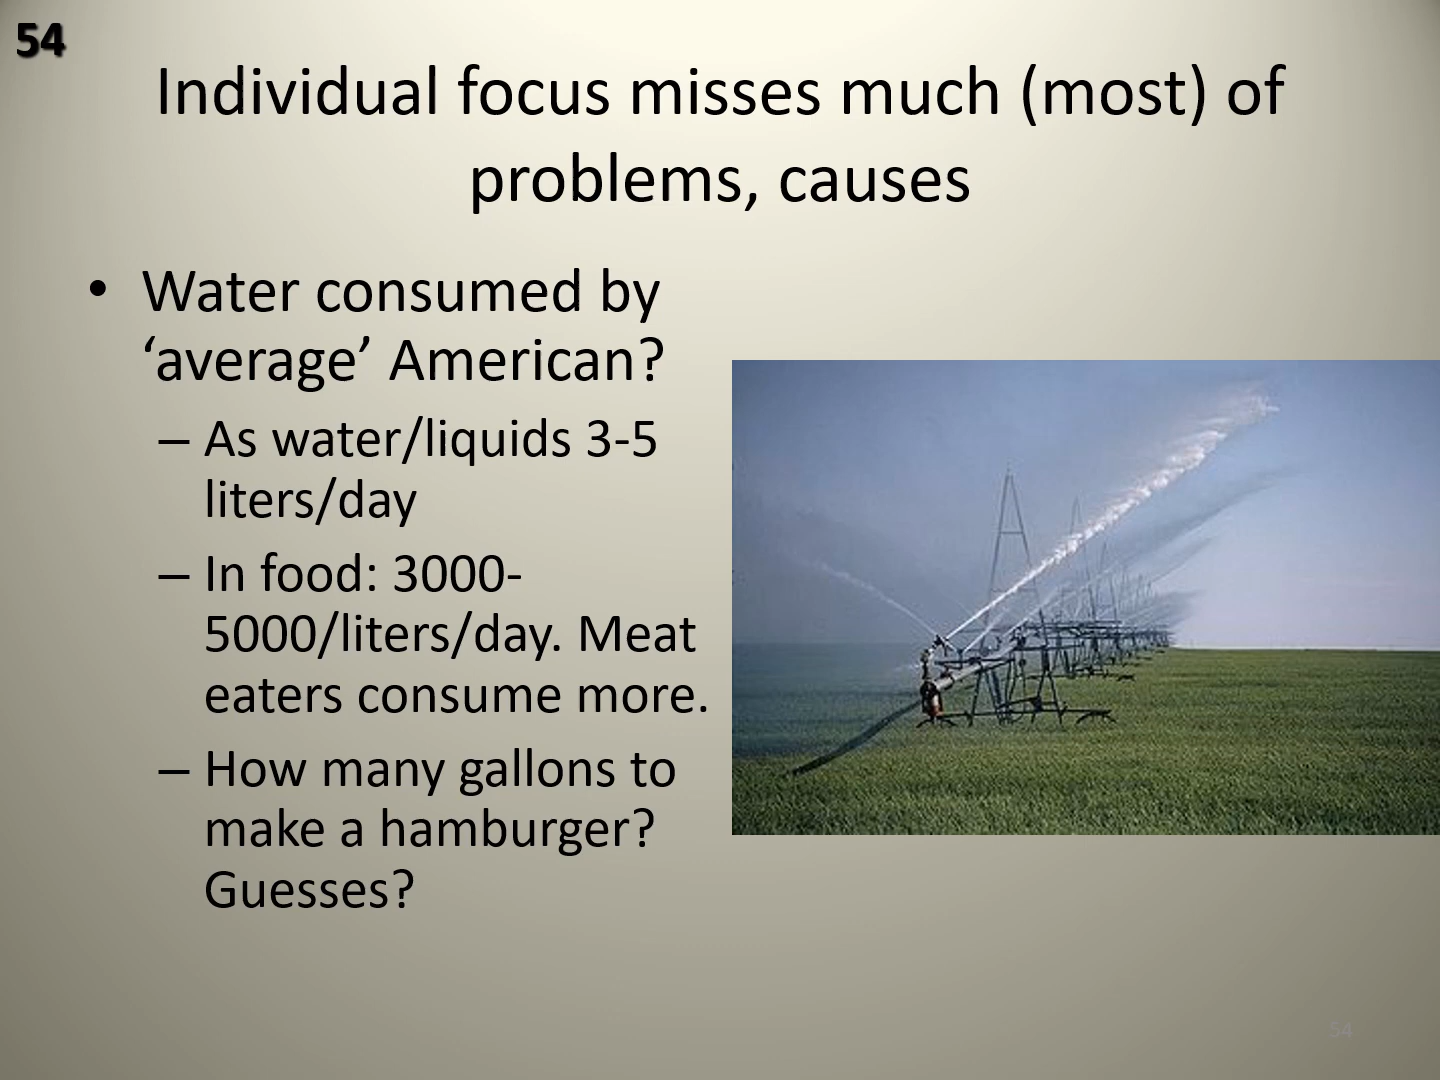 54
Individual focus misses much (most) of
problems, causes
• Water consumed by
‘average’ American?
– As water/liquids 3-5
liters/day
– In food: 3000-
5000/liters/day. Meat
eaters consume more.
– How many gallons to
make a hamburger?
Guesses?
54